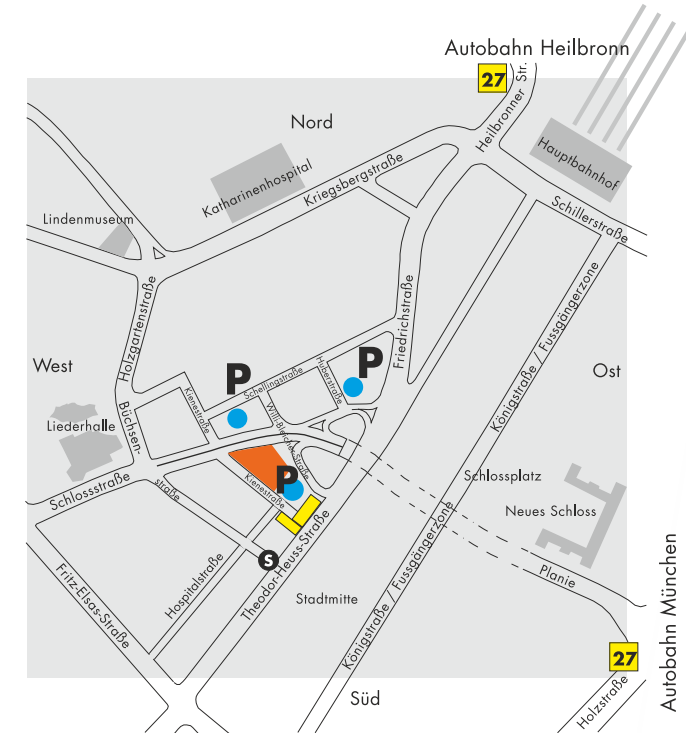 Autobahn Heilbronn
27
Heilbronner Str.
Nord
Hauptbahnhof
Katharinenhospital
Kriegsbergstraße
Schillerstraße
Lindenmuseum
Holzgartenstraße
Friedrichstraße
Königstraße / Fussgängerzone
West
Ost
P
P
Schellingstraße
Huberstraße
Kienestraße
Willi-Bleicher-Straße
Büchsen-
straße
Liederhalle
Schlossstraße
P
Kienestraße
Schlossplatz
Neues Schloss
S
Theodor-Heuss-Straße
Hospitalstraße
Fritz-Elsas-Straße
Stadtmitte
Königstraße / Fussgängerzone
Planie
Autobahn München
27
Holzstraße
Süd